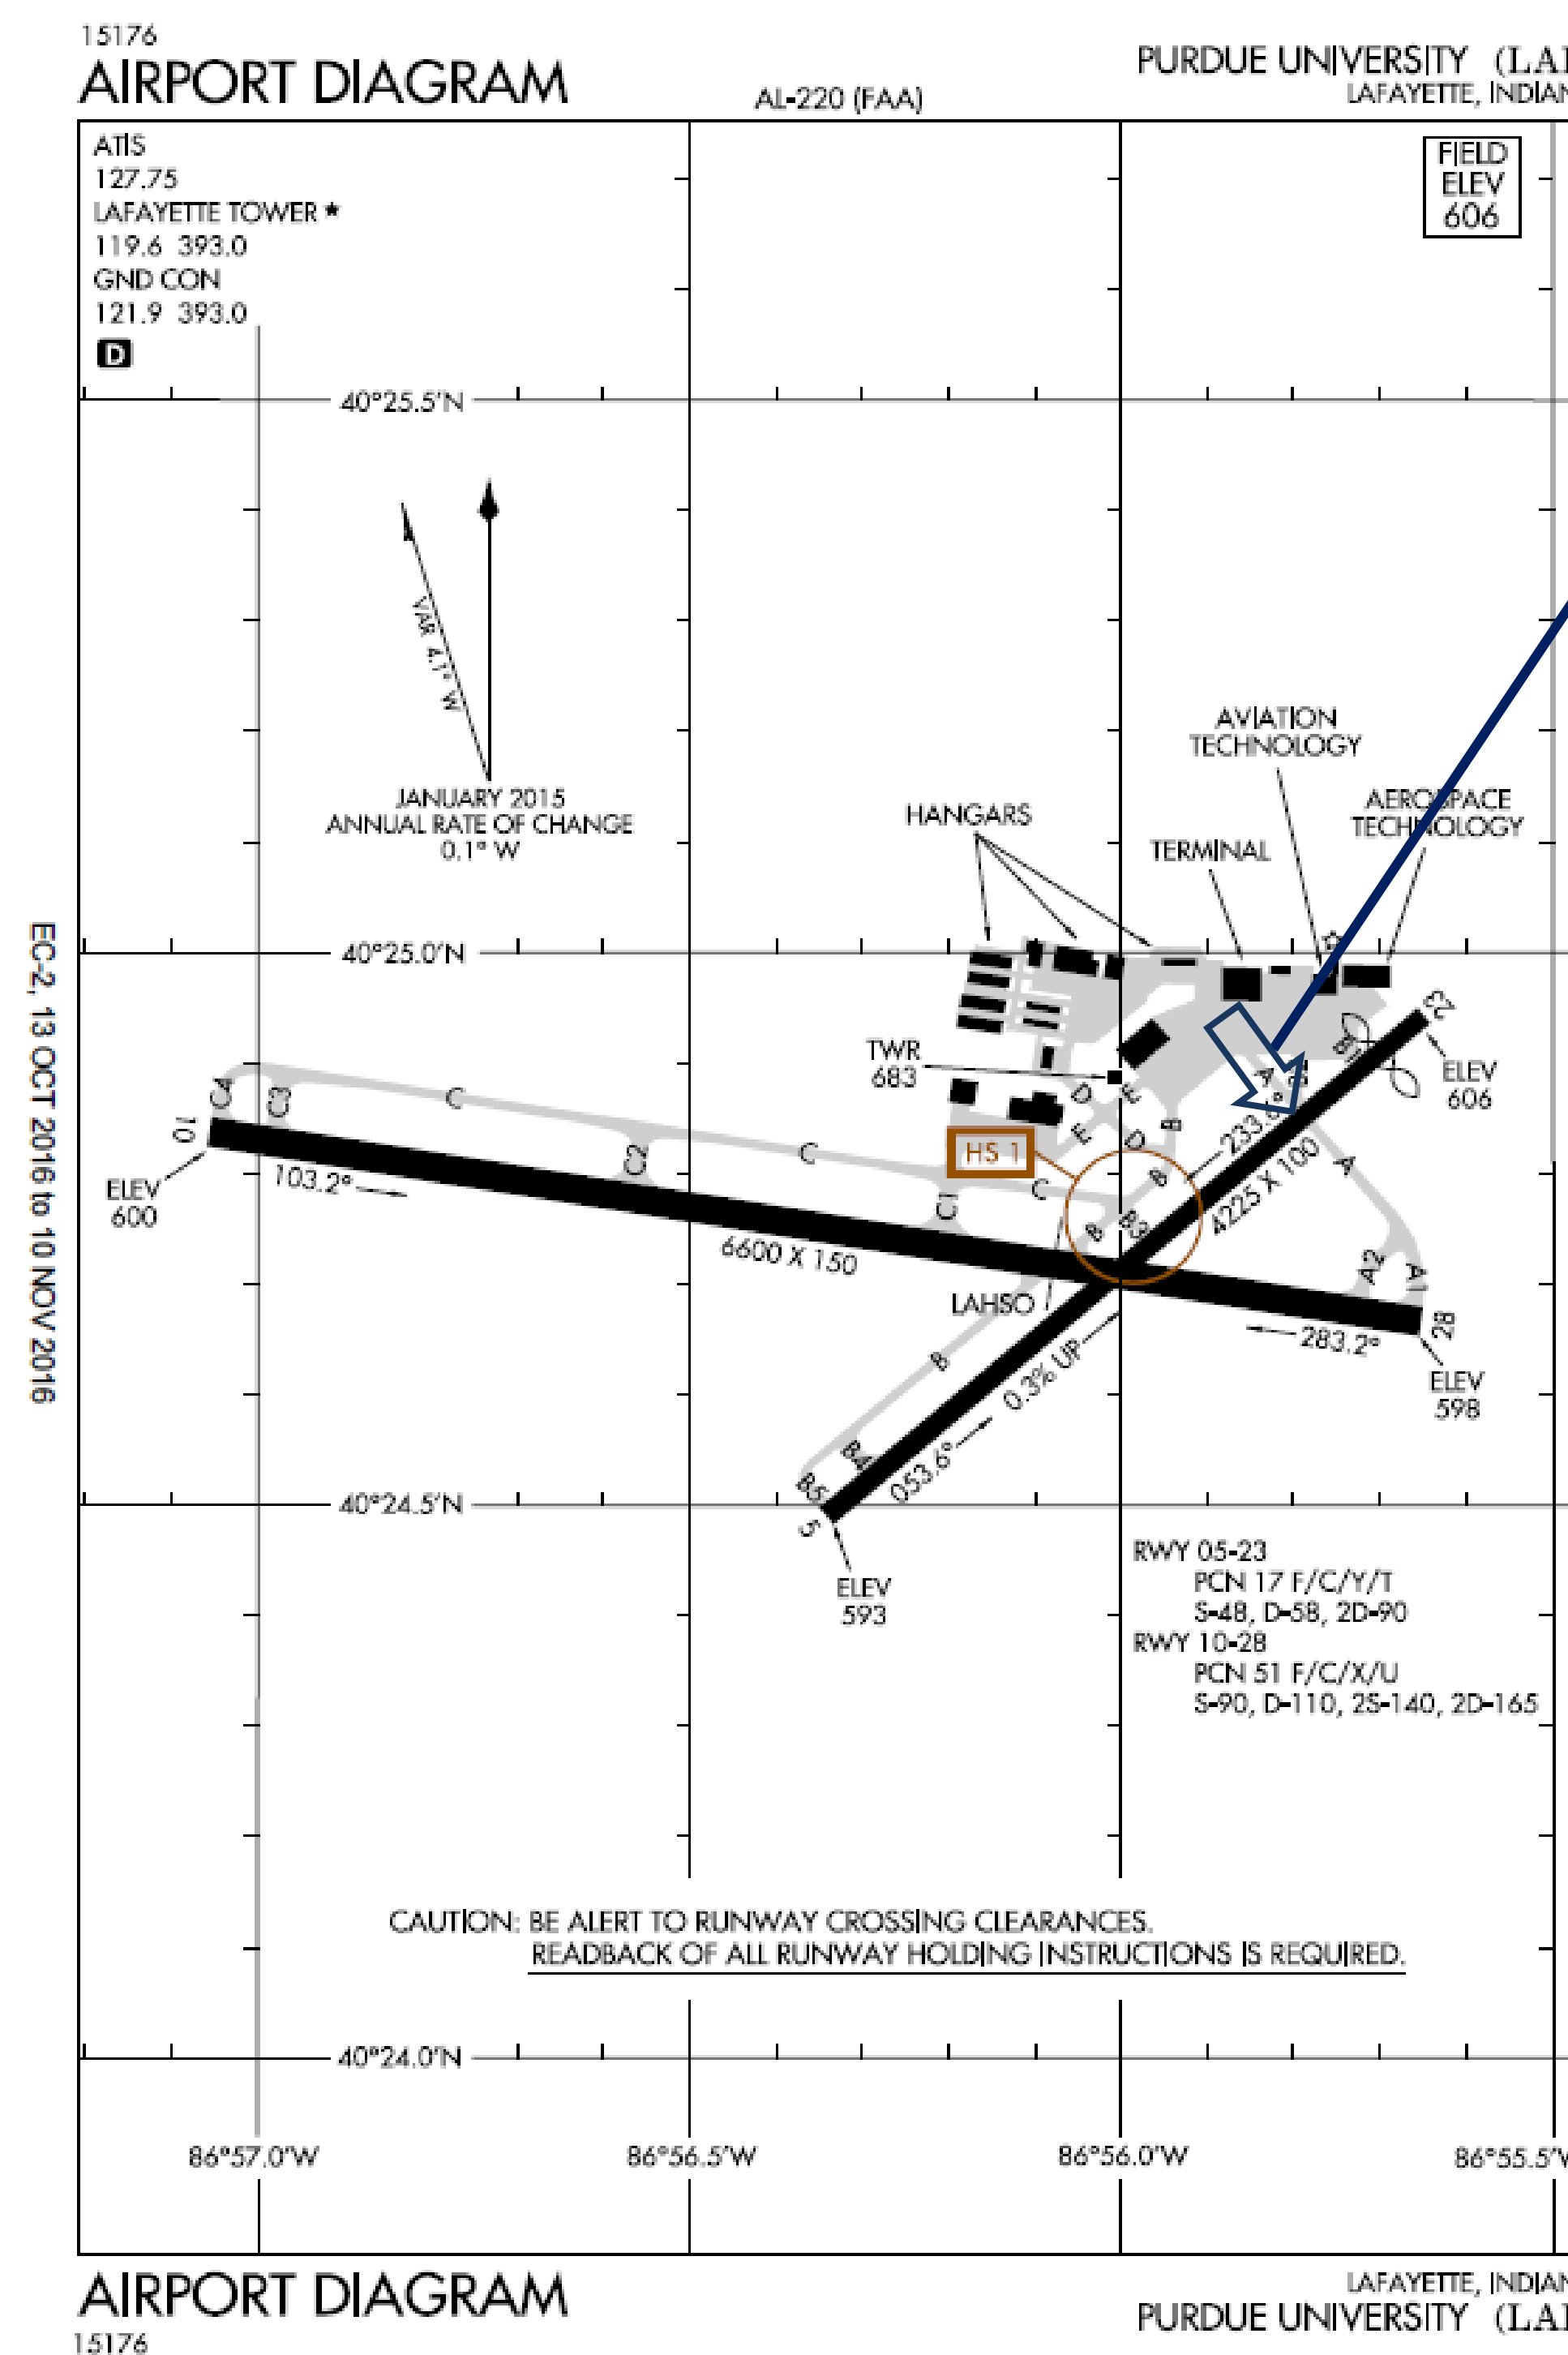 15176
AIRPORT DIAGRAM
AL-220 (FAA)
PURDUE UNIVERSITY
LAFAYETTE,
ATIS
127.75
LAFAYETTE TOWER ★
119.6 393.0
GND CON
121.9 393.0
D
FIELD
ELEV
606
40°25.5'N
VAR 4.1° W
JANUARY 2015
ANNUAL RATE OF CHANGE
0.1° W
AVIATION
TECHNOLOGY
AEROSPACE
TECHNOLOGY
HANGARS
TERMINAL
40°25.0'N
EC-2, 13 OCT 2016 to 10 NOV 2016
23
TWR
683
ELEV
606
C4
C3
C
D
E
A
B
10
C2
C
E
D
233.6°
HS 1
A
4225 X 100
103.2°
ELEV
600
C1
C
B
B
B3
A2
A1
6600 X 150
LAHSO
28
283.2°
B
0.3% UP
ELEV
598
B4
053.6°
B5
5
40°24.5'N
ELEV
593
RWY 05-23
PCN 17 F/C/Y/T
S-48, D-58, 2D-90
RWY 10-28
PCN 51 F/C/X/U
S-90, D-110, 2S-140, 2D-165
CAUTION: BE ALERT TO RUNWAY CROSSING CLEARANCES.
READBACK OF ALL RUNWAY HOLDING INSTRUCTIONS IS REQUIRED.
40°24.0'N
86°57.0'W
86°56.5'W
86°56.0'W
86°55.5'
AIRPORT DIAGRAM
15176
LAFAYETTE,
PURDUE UNIVERSITY